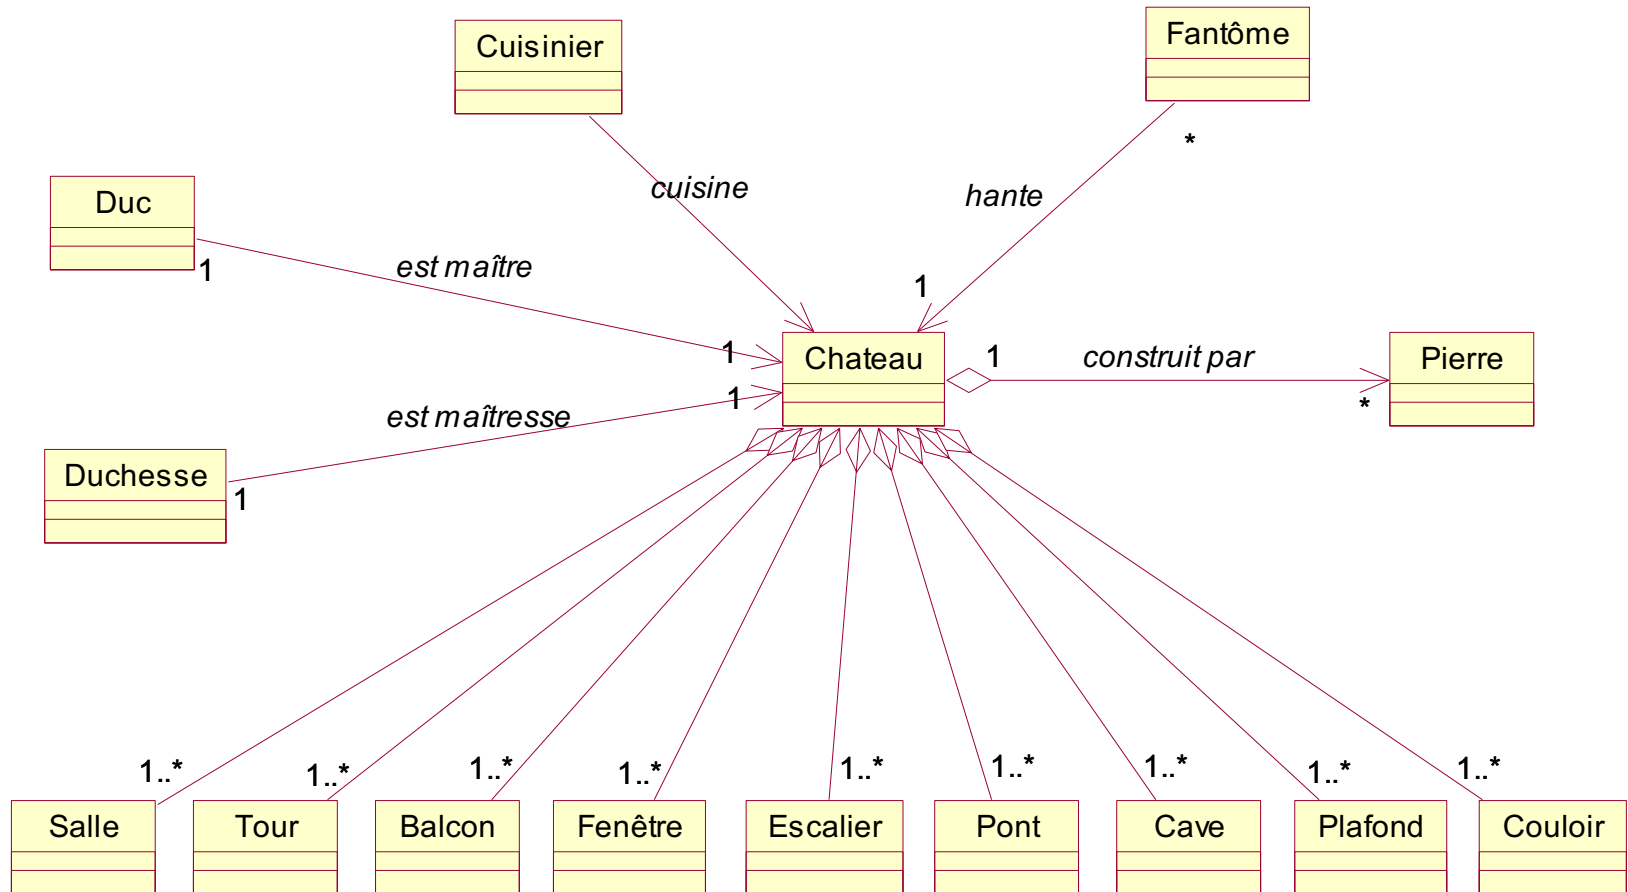 Cuisinier
Fantôme
*
cuisine
hante
Duc
1
est maître
1
1
Chateau
1
construit par
Pierre
*
1
est maîtresse
Duchesse
1
1..*
1..*
1..*
1..*
1..*
1..*
1..*
1..*
1..*
Salle
Tour
Balcon
Fenêtre
Escalier
Pont
Cave
Plafond
Couloir